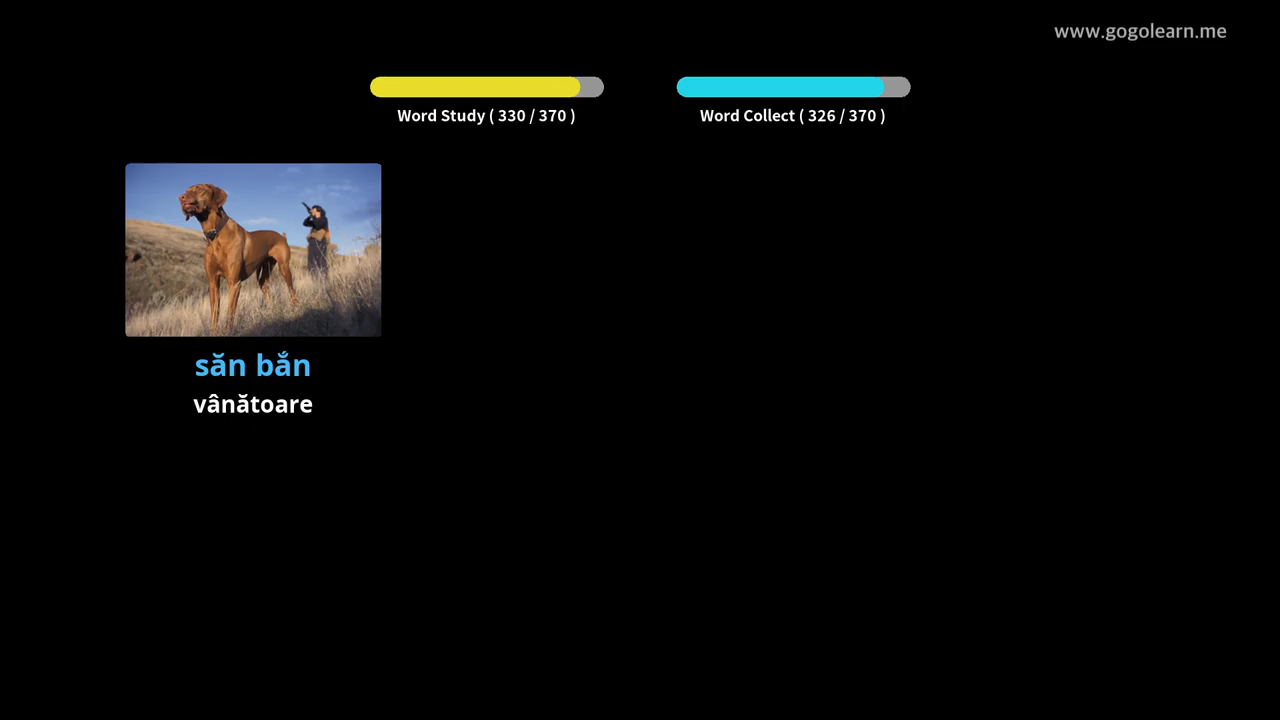 www.gogolearn.me
Word Study ( 330 / 370 )
Word Collect ( 326 / 370 )
săn bắn
vânătoare